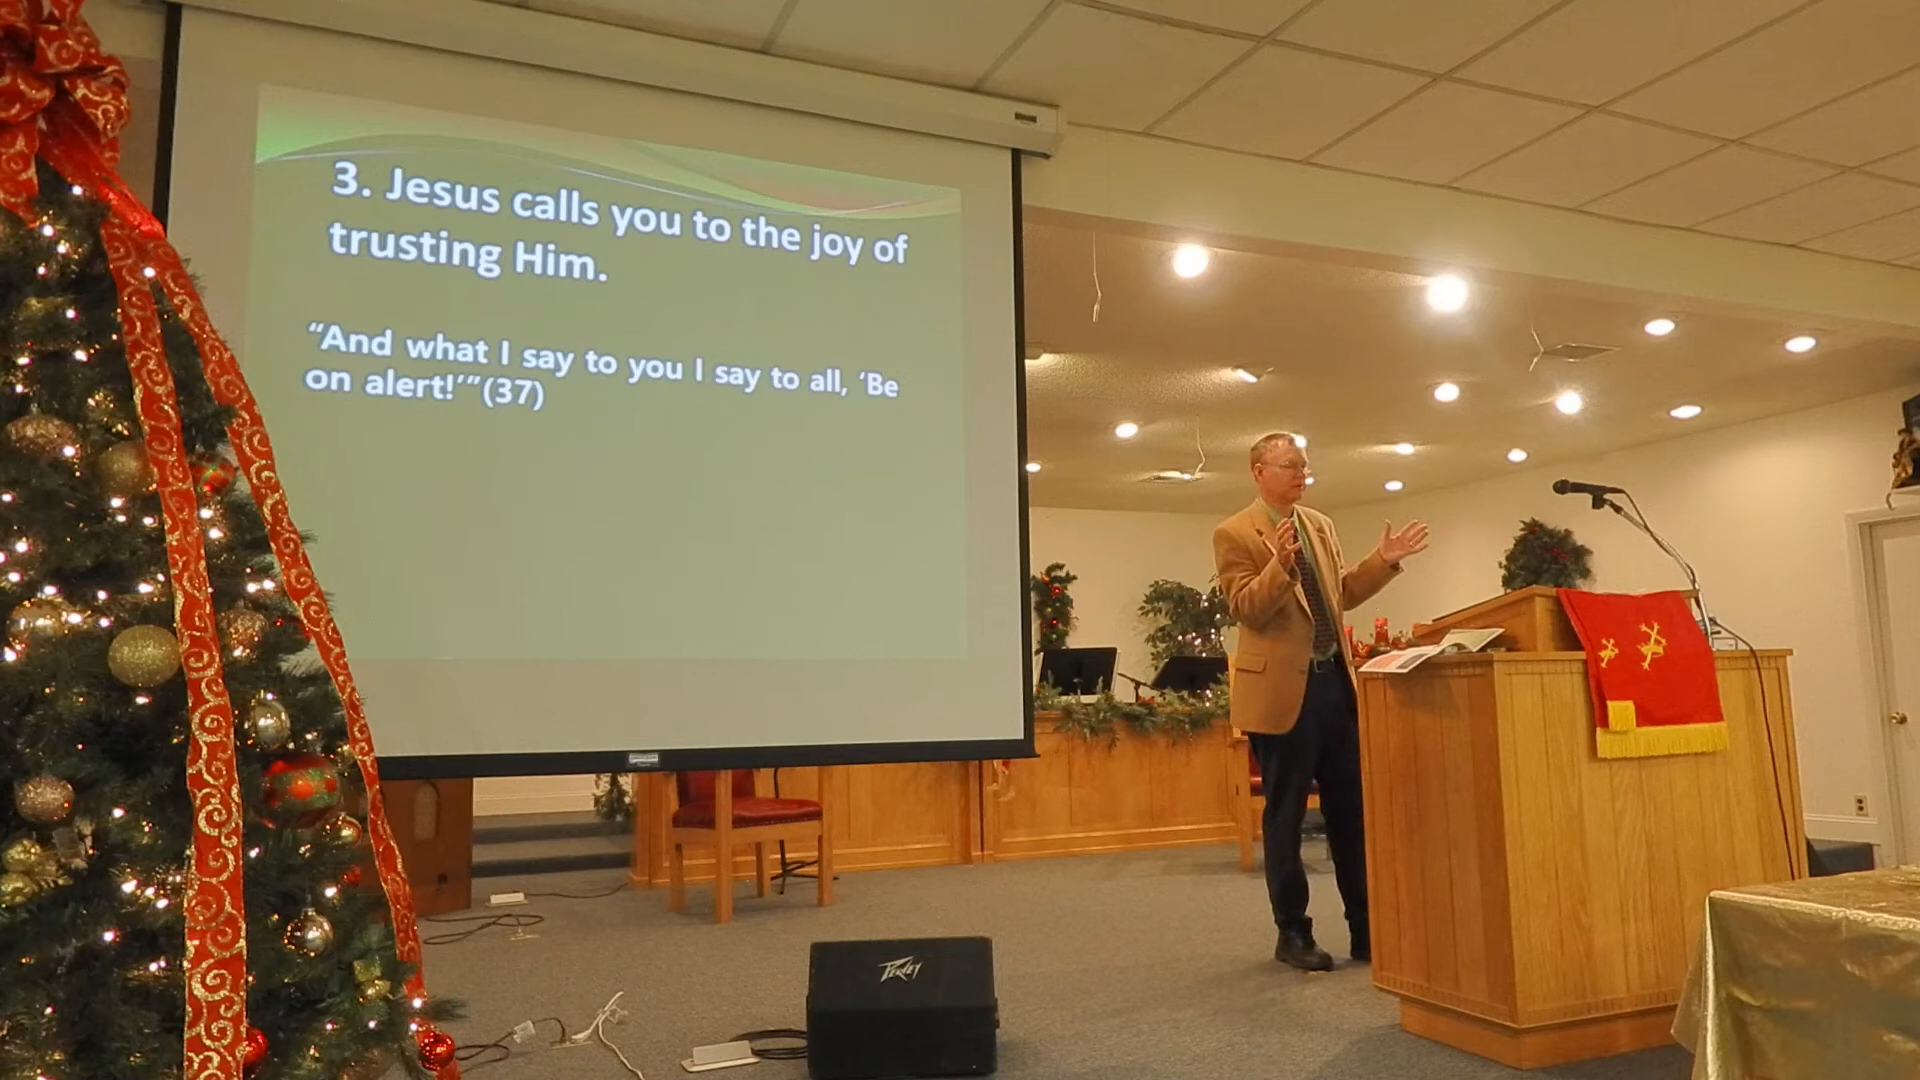 3. Jesus calls you to the joy of
trusting Him.
“And what I say to you I say to all, ‘Be
on alert!’”(37)
PEAVEY